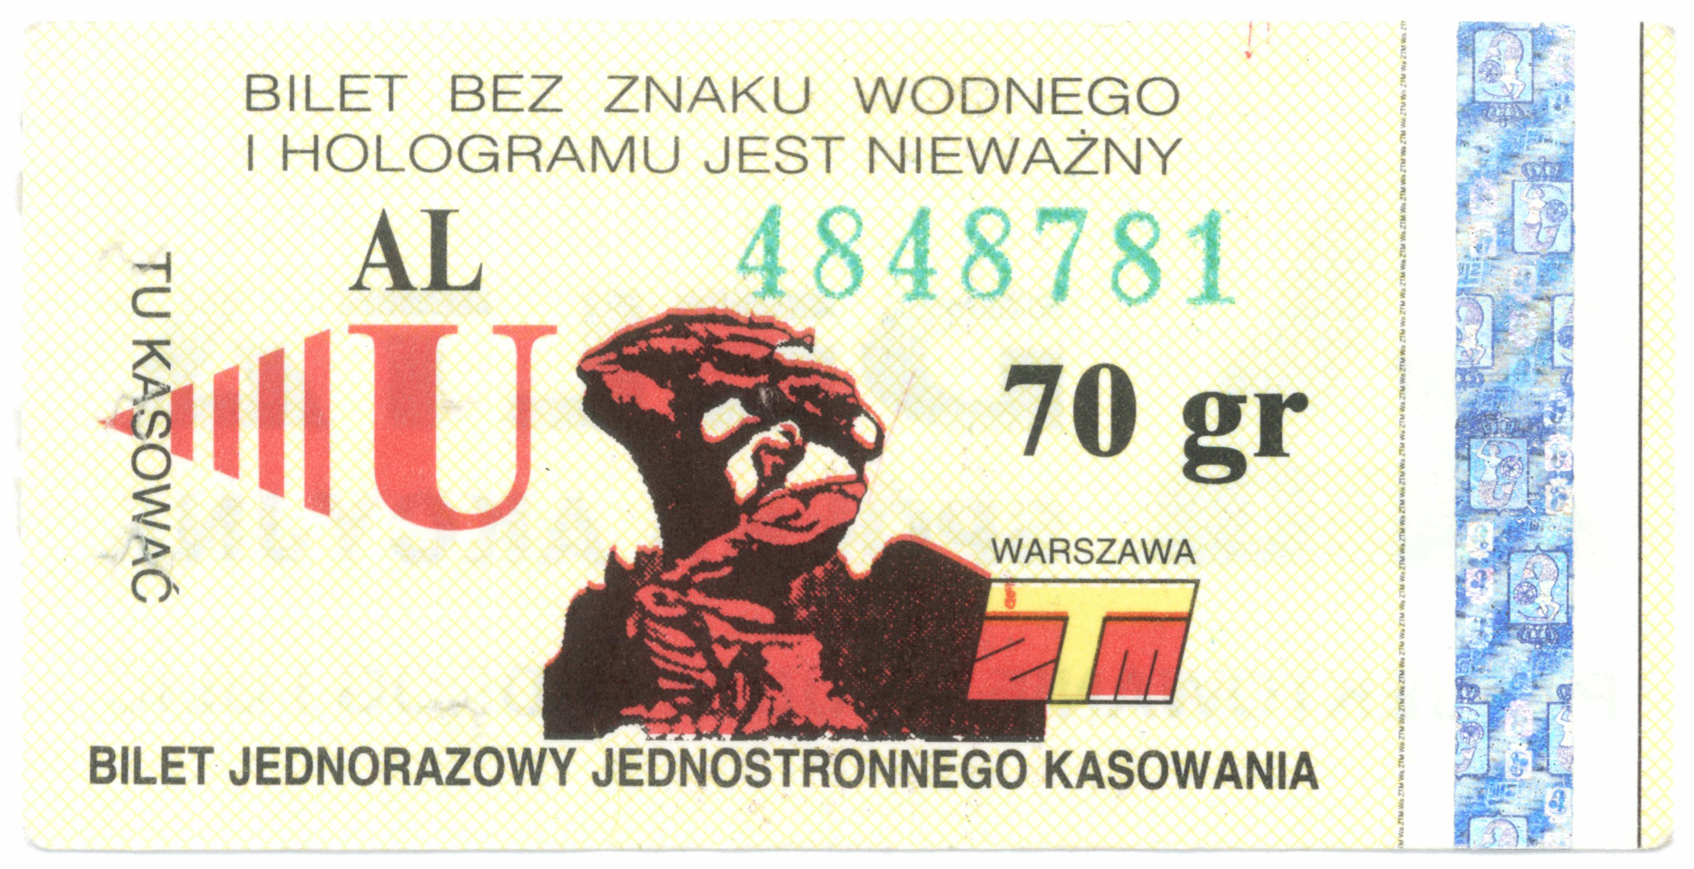 BILET BEZ ZNAKU WODNEGO
I HOLOGRAMU JEST NIEWAŻNY
AL 4848781
TU KASOWAĆ
U
70 gr
WARSZAWA
ZTM
BILET JEDNORAZOWY JEDNOSTRONNEGO KASOWANIA